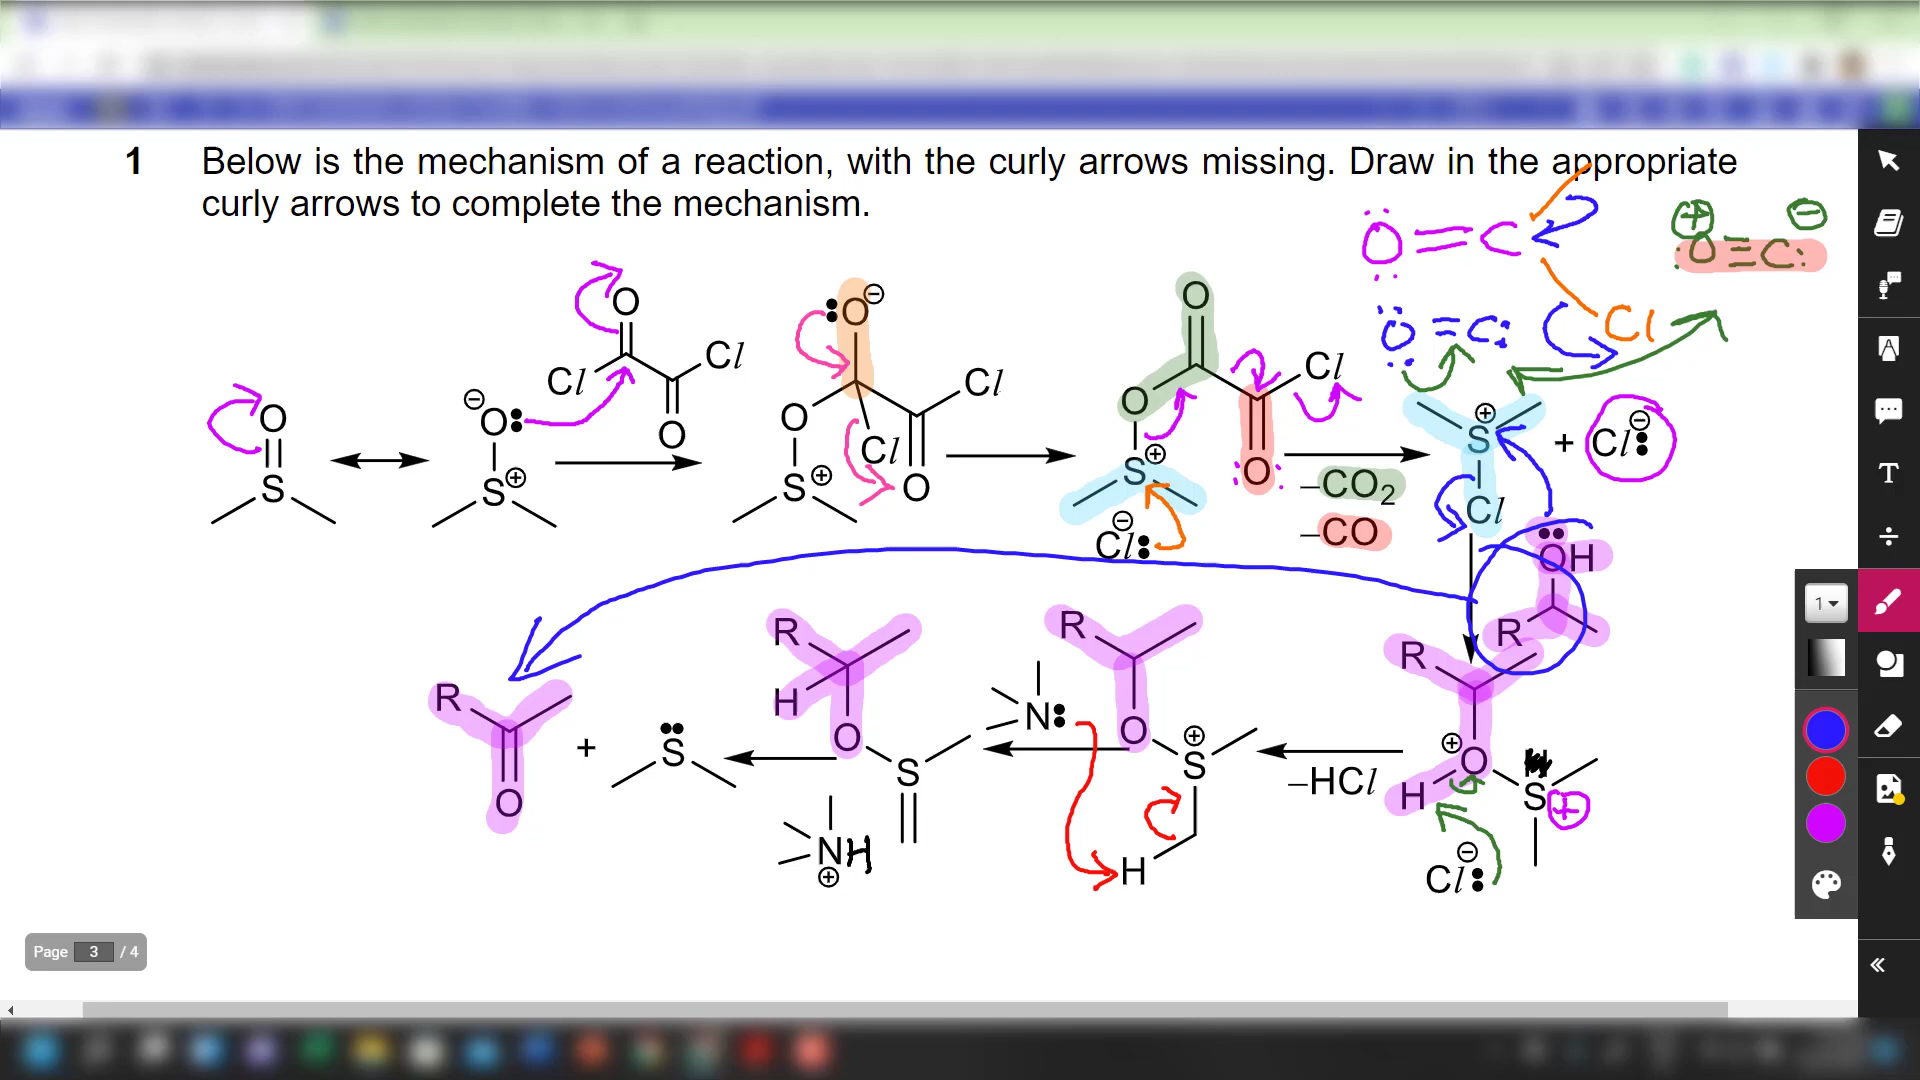 1 Below is the mechanism of a reaction, with the curly arrows missing. Draw in the appropriate
curly arrows to complete the mechanism.
O = C
⊕ ⊖
:O≡C:
O = C:
Cl
O
S
⊖
O:
S⊕
O
Cl
Cl
O
:O⊖
O
Cl
Cl
O
S⊕
O
O
Cl
O
S⊕
⊖
Cl:
–CO₂
–CO
⊕
S
Cl
+ Cl:⊖
OH
R
R
⊕
O
H
S⊕
⊖
Cl:
–HCl
R
O
⊕
S
H
N:
R
H
O
S
NH
⊕
R
O
+
S
Page 3 / 4
1
T